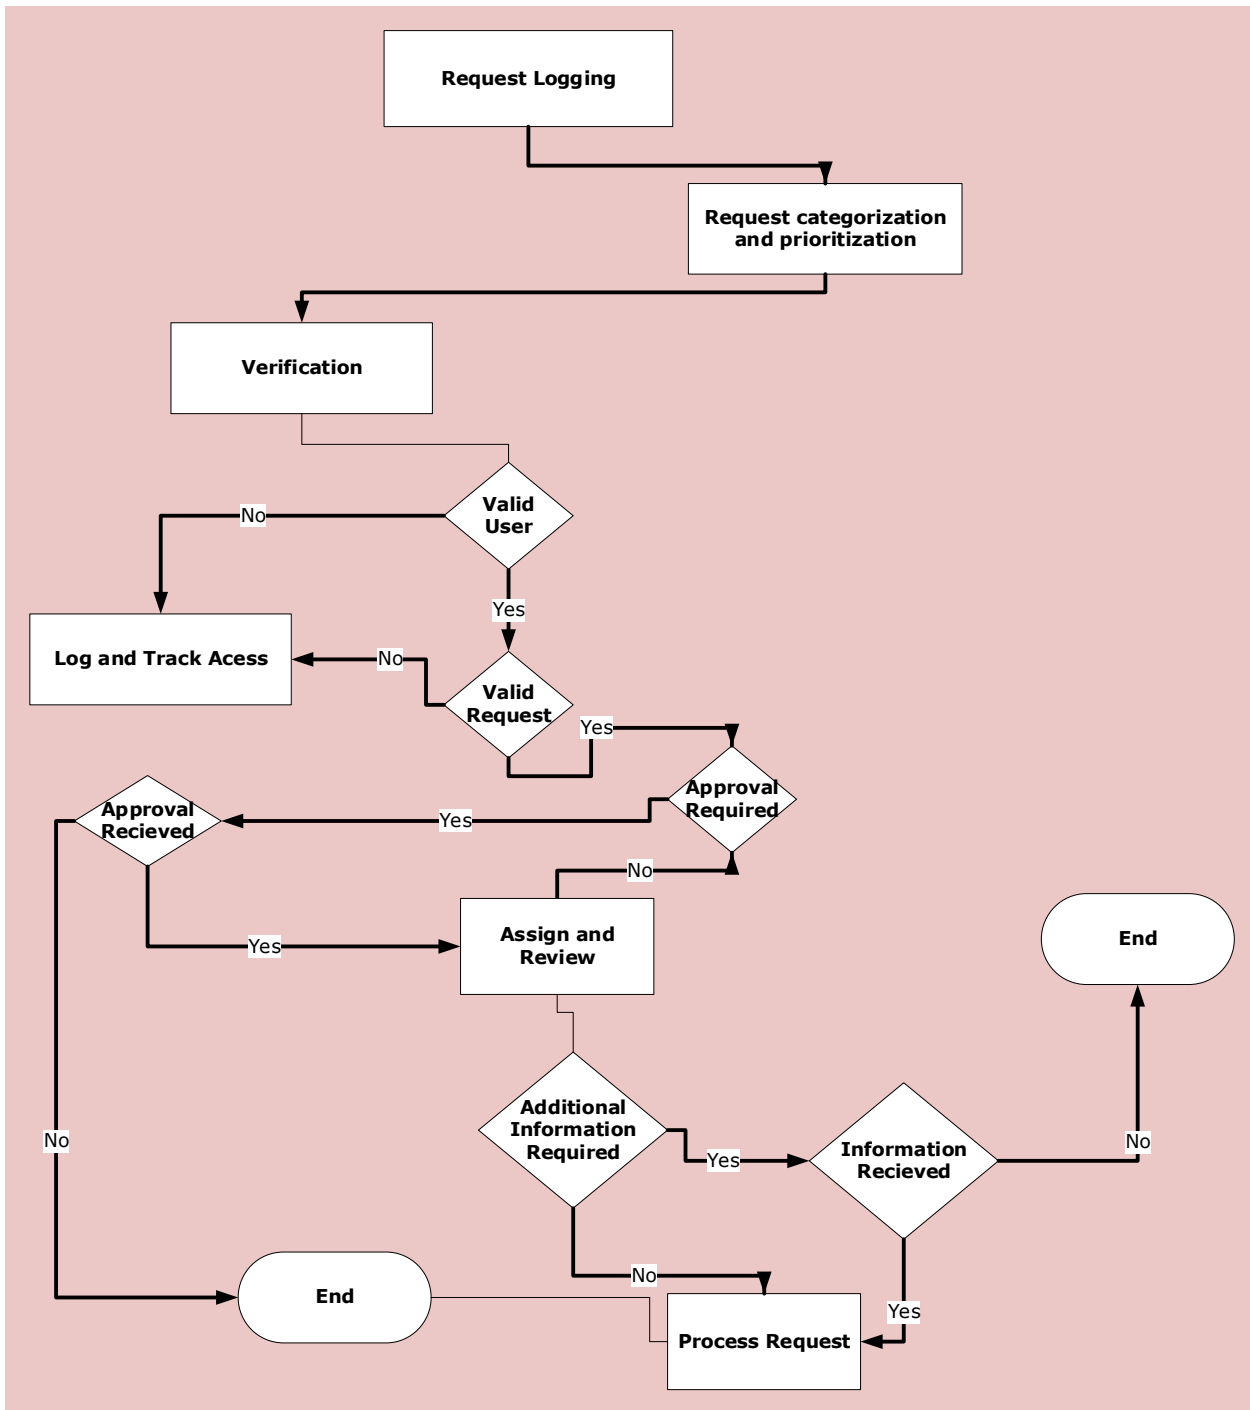 Request Logging
Request categorization
and prioritization
Verification
Valid
User
No
Yes
Log and Track Acess
No
Valid
Request
Yes
Approval
Required
Approval
Recieved
Yes
No
Assign and
Review
Yes
End
Additional
Information
Required
Yes
Information
Recieved
No
No
No
Yes
End
Process Request